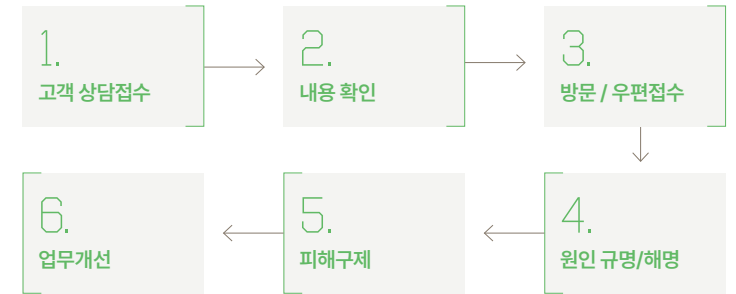 1.
고객 상담접수
2.
내용 확인
3.
방문 / 우편접수
4.
원인 규명/해명
5.
피해구제
6.
업무개선